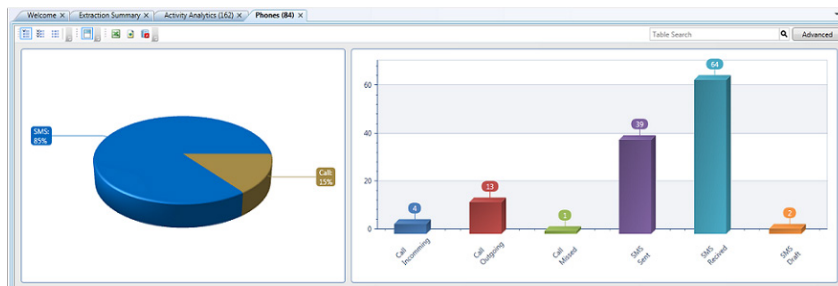 Welcome × Extraction Summary × Activity Analytics (162) × Phones (84) ×
Table Search Advanced
SMS:
85%
Call:
15%
60
40
20
0
4
13
1
39
64
2
Call
Incomming
Call
Outgoing
Call
Missed
SMS
Sent
SMS
Recived
SMS
Draft